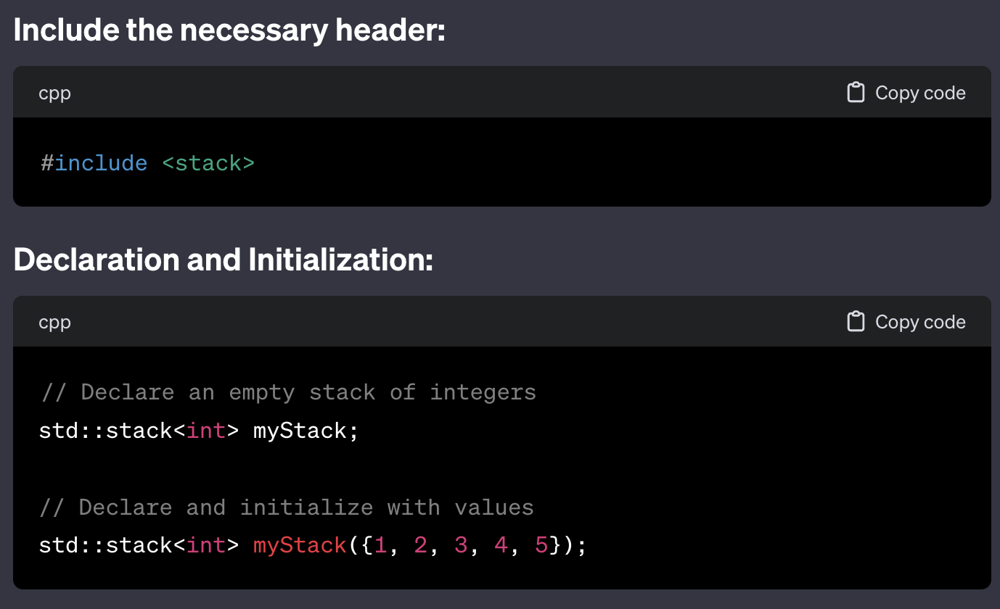 Include the necessary header:
cpp
Copy code
#include <stack>
Declaration and Initialization:
cpp
Copy code
// Declare an empty stack of integers
std::stack<int> myStack;
// Declare and initialize with values
std::stack<int> myStack({1, 2, 3, 4, 5});